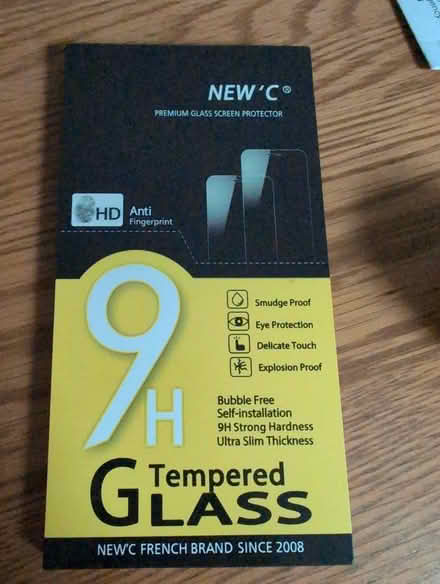 NEW'C®
PREMIUM GLASS SCREEN PROTECTOR
HD Anti
Fingerprint
9H
Smudge Proof
Eye Protection
Delicate Touch
Explosion Proof
Bubble Free
Self-installation
9H Strong Hardness
Ultra Slim Thickness
Tempered
GLASS
NEW'C FRENCH BRAND SINCE 2008